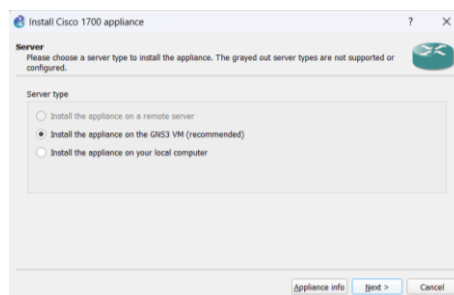 Install Cisco 1700 appliance
Server
Please choose a server type to install the appliance. The grayed out server types are not supported or
configured.
Server type
Install the appliance on a remote server
Install the appliance on the GNS3 VM (recommended)
Install the appliance on your local computer
Appliance info
Next >
Cancel